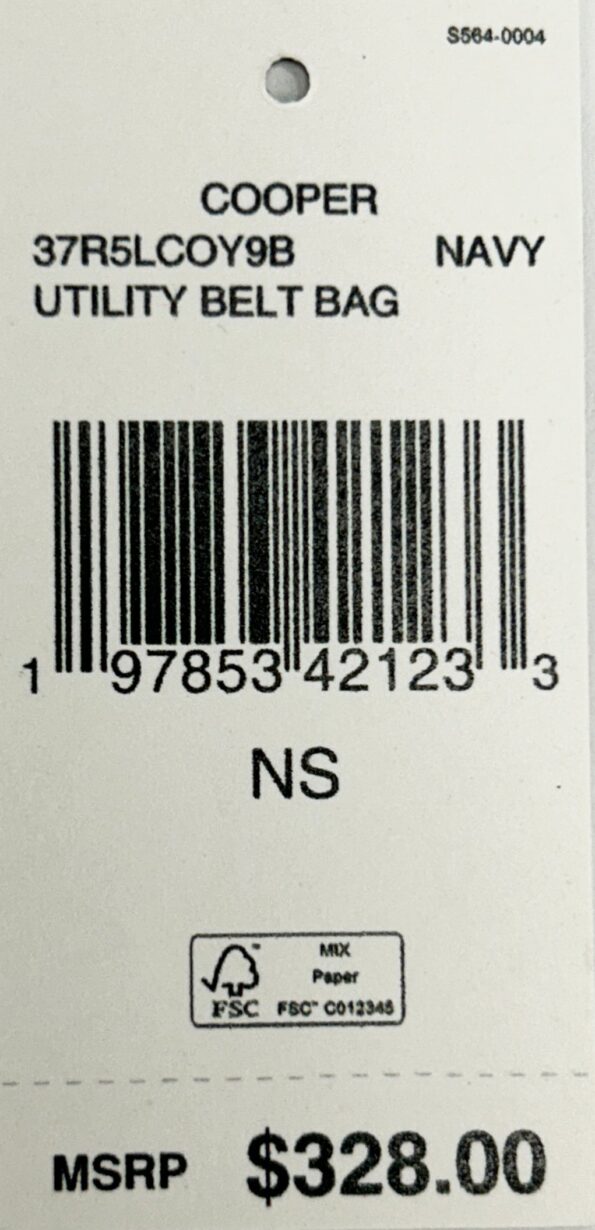 S564-0004
COOPER
37R5LCOY9B NAVY
UTILITY BELT BAG
1 97853 42123 3
NS
MIX
Paper
FSC™ C012345
FSC
MSRP $328.00